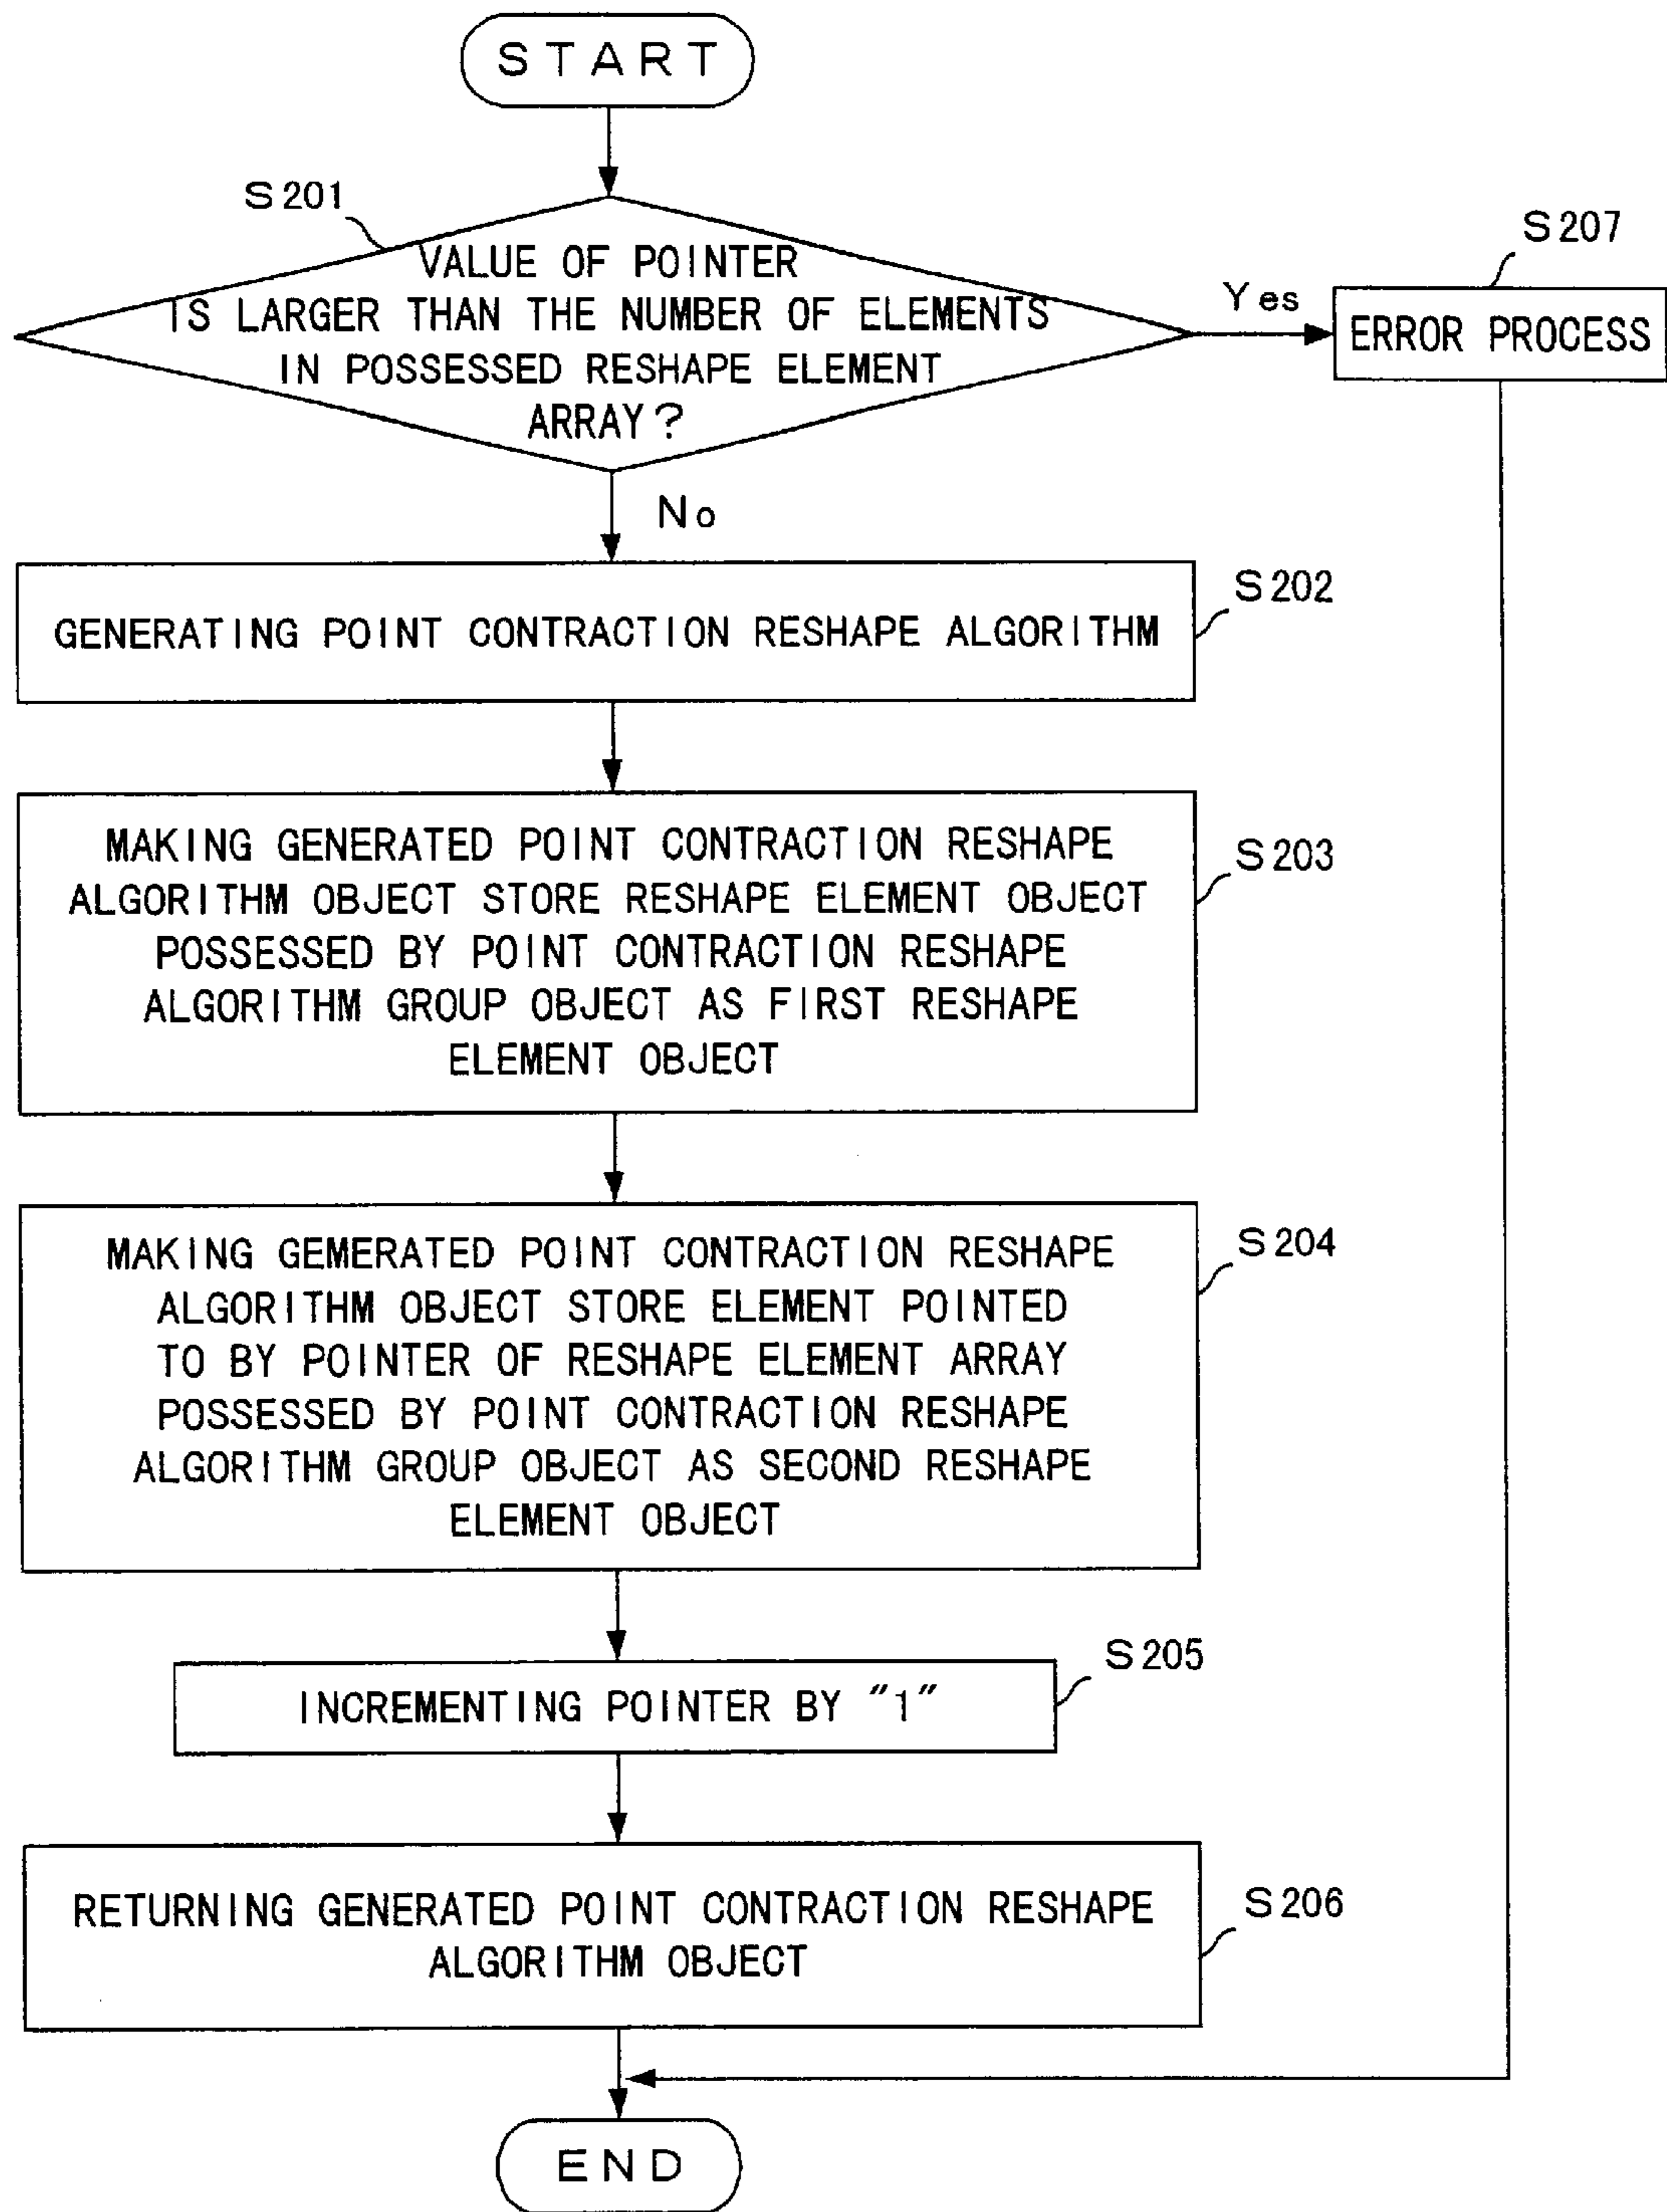 START
S201
VALUE OF POINTER
IS LARGER THAN THE NUMBER OF ELEMENTS
IN POSSESSED RESHAPE ELEMENT
ARRAY?
Yes
S207
ERROR PROCESS
No
S202
GENERATING POINT CONTRACTION RESHAPE ALGORITHM
S203
MAKING GENERATED POINT CONTRACTION RESHAPE
ALGORITHM OBJECT STORE RESHAPE ELEMENT OBJECT
POSSESSED BY POINT CONTRACTION RESHAPE
ALGORITHM GROUP OBJECT AS FIRST RESHAPE
ELEMENT OBJECT
S204
MAKING GEMERATED POINT CONTRACTION RESHAPE
ALGORITHM OBJECT STORE ELEMENT POINTED
TO BY POINTER OF RESHAPE ELEMENT ARRAY
POSSESSED BY POINT CONTRACTION RESHAPE
ALGORITHM GROUP OBJECT AS SECOND RESHAPE
ELEMENT OBJECT
S205
INCREMENTING POINTER BY "1"
S206
RETURNING GENERATED POINT CONTRACTION RESHAPE
ALGORITHM OBJECT
END